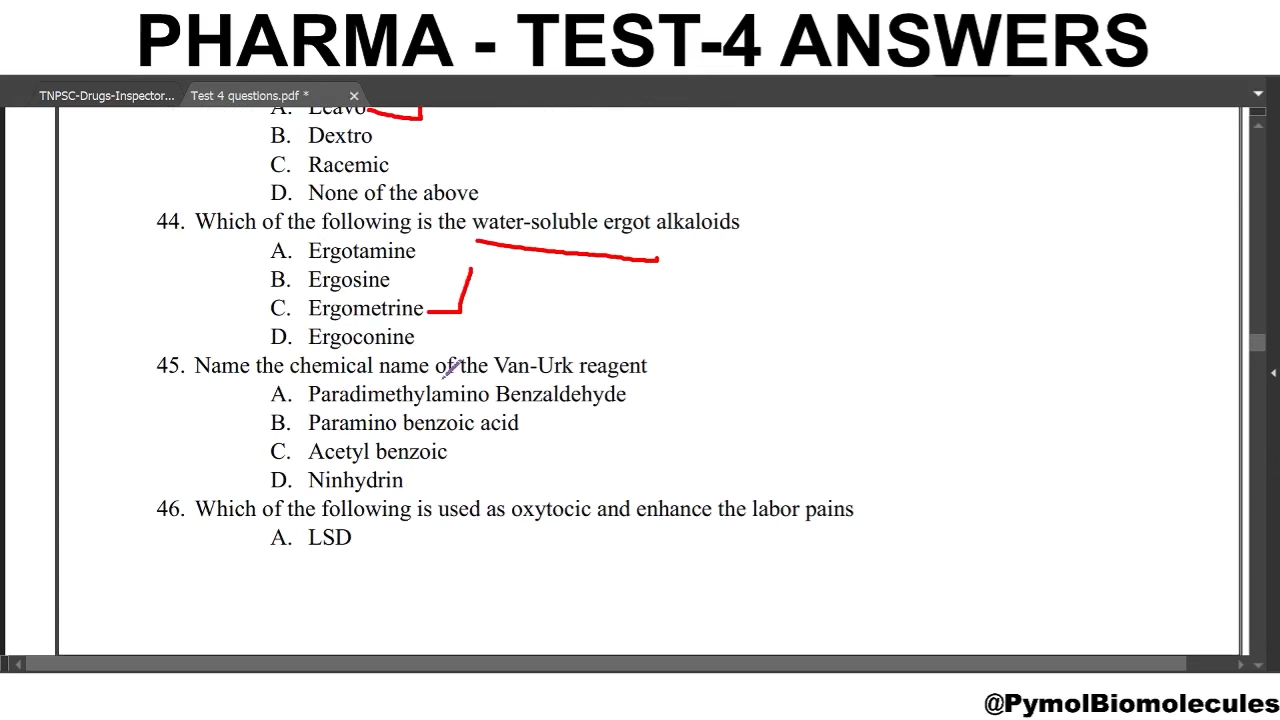 PHARMA - TEST-4 ANSWERS
TNPSC-Drugs-Inspector... Test 4 questions.pdf *
A. Leavo
B. Dextro
C. Racemic
D. None of the above
44. Which of the following is the water-soluble ergot alkaloids
A. Ergotamine
B. Ergosine
C. Ergometrine
D. Ergoconine
45. Name the chemical name of the Van-Urk reagent
A. Paradimethylamino Benzaldehyde
B. Paramino benzoic acid
C. Acetyl benzoic
D. Ninhydrin
46. Which of the following is used as oxytocic and enhance the labor pains
A. LSD
@PymolBiomolecules